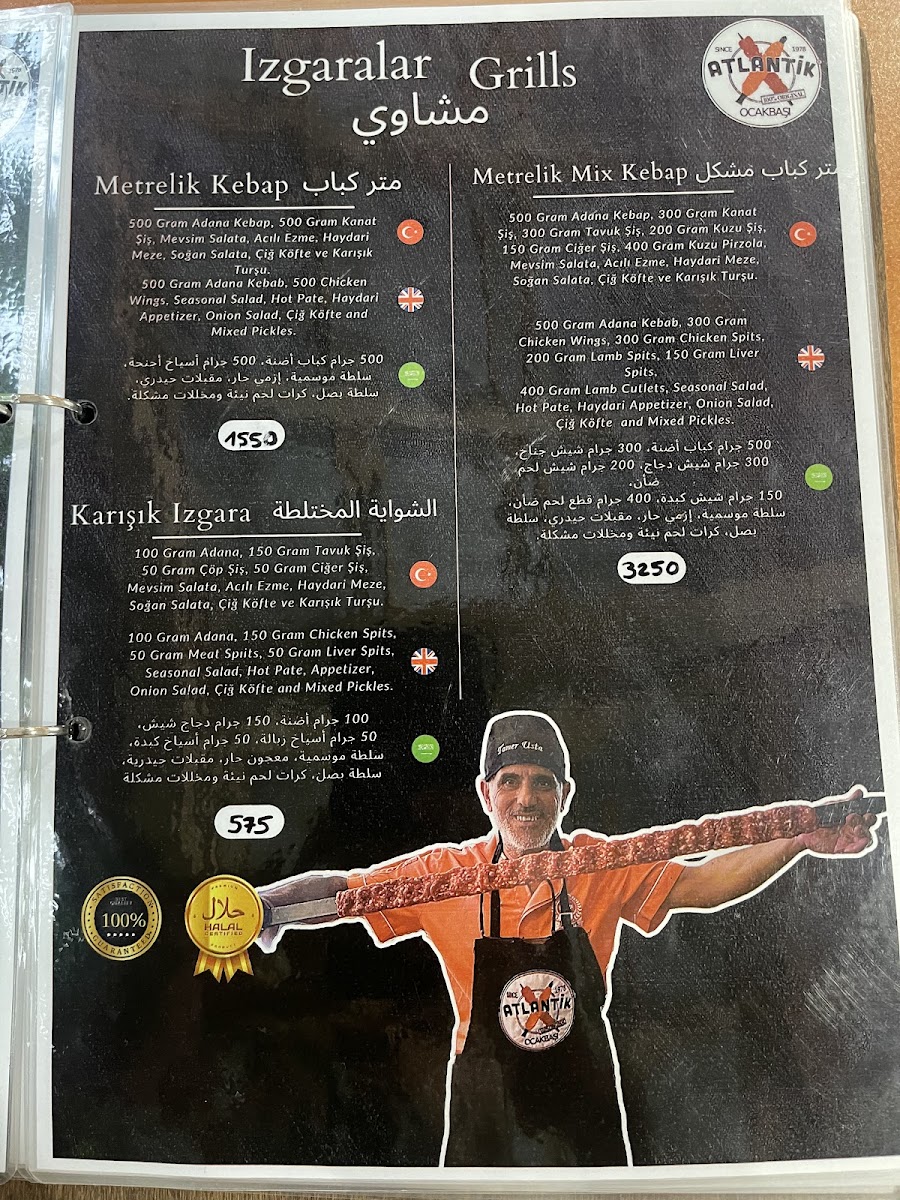 Izgaralar Grills
مشاوي
SINCE 1978
ATLANTİK
100% ORIGINAL
OCAKBAŞI
Metrelik Kebap متر كباب
500 Gram Adana Kebap, 500 Gram Kanat
Şiş, Mevsim Salata, Acılı Ezme, Haydari
Meze, Soğan Salata, Çiğ Köfte ve Karışık
Turşu.
500 Gram Adana Kebab, 500 Chicken
Wings. Seasonal Salad, Hot Pate, Haydari
Appetizer, Onion Salad, Çiğ Köfte and
Mixed Pickles.
500 جرام كباب أضنة، 500 جرام أسياخ أجنحة،
سلطة موسمية، إزمي حار، مقبلات حيدري،
سلطة بصل، كرات لحم نيئة ومخللات مشكلة.
1550
Metrelik Mix Kebap متر كباب مشكل
500 Gram Adana Kebap, 300 Gram Kanat
Şiş, 300 Gram Tavuk Şiş, 200 Gram Kuzu Şiş,
150 Gram Ciğer Şiş, 400 Gram Kuzu Pirzola,
Mevsim Salata, Acılı Ezme, Haydari Meze,
Soğan Salata, Çiğ Köfte ve Karışık Turşu.
500 Gram Adana Kebab, 300 Gram
Chicken Wings, 300 Gram Chicken Spits,
200 Gram Lamb Spits, 150 Gram Liver
Spits,
400 Gram Lamb Cutlets, Seasonal Salad,
Hot Pate, Haydari Appetizer, Onion Salad,
Çiğ Köfte and Mixed Pickles.
500 جرام كباب أضنة، 300 جرام شيش جناح،
300 جرام شيش دجاج، 200 جرام شيش لحم
ضأن،
150 جرام شيش كبدة، 400 جرام قطع لحم ضأن،
سلطة موسمية، إزمي حار، مقبلات حيدري، سلطة
بصل، كرات لحم نيئة ومخللات مشكلة.
3250
Karışık Izgara الشواية المختلطة
100 Gram Adana, 150 Gram Tavuk Şiş,
50 Gram Çöp Şiş, 50 Gram Ciğer Şiş,
Mevsim Salata, Acılı Ezme, Haydari Meze,
Soğan Salata, Çiğ Köfte ve Karışık Turşu.
100 Gram Adana, 150 Gram Chicken Spits,
50 Gram Meat Spiits, 50 Gram Liver Spits,
Seasonal Salad, Hot Pate, Appetizer,
Onion Salad, Çiğ Köfte and Mixed Pickles.
100 جرام أضنة، 150 جرام دجاج شيش،
50 جرام أسياخ زبالة، 50 جرام أسياخ كبدة،
سلطة موسمية، معجون حار، مقبلات حيدرية،
سلطة بصل، كرات لحم نيئة ومخللات مشكلة
575
SATISFACTION
100%
GUARANTEED
PREMIUM
حلال
HALAL
CERTIFIED
PRODUCT
Tamer Usta
SINCE 1978
ATLANTİK
OCAKBAŞI